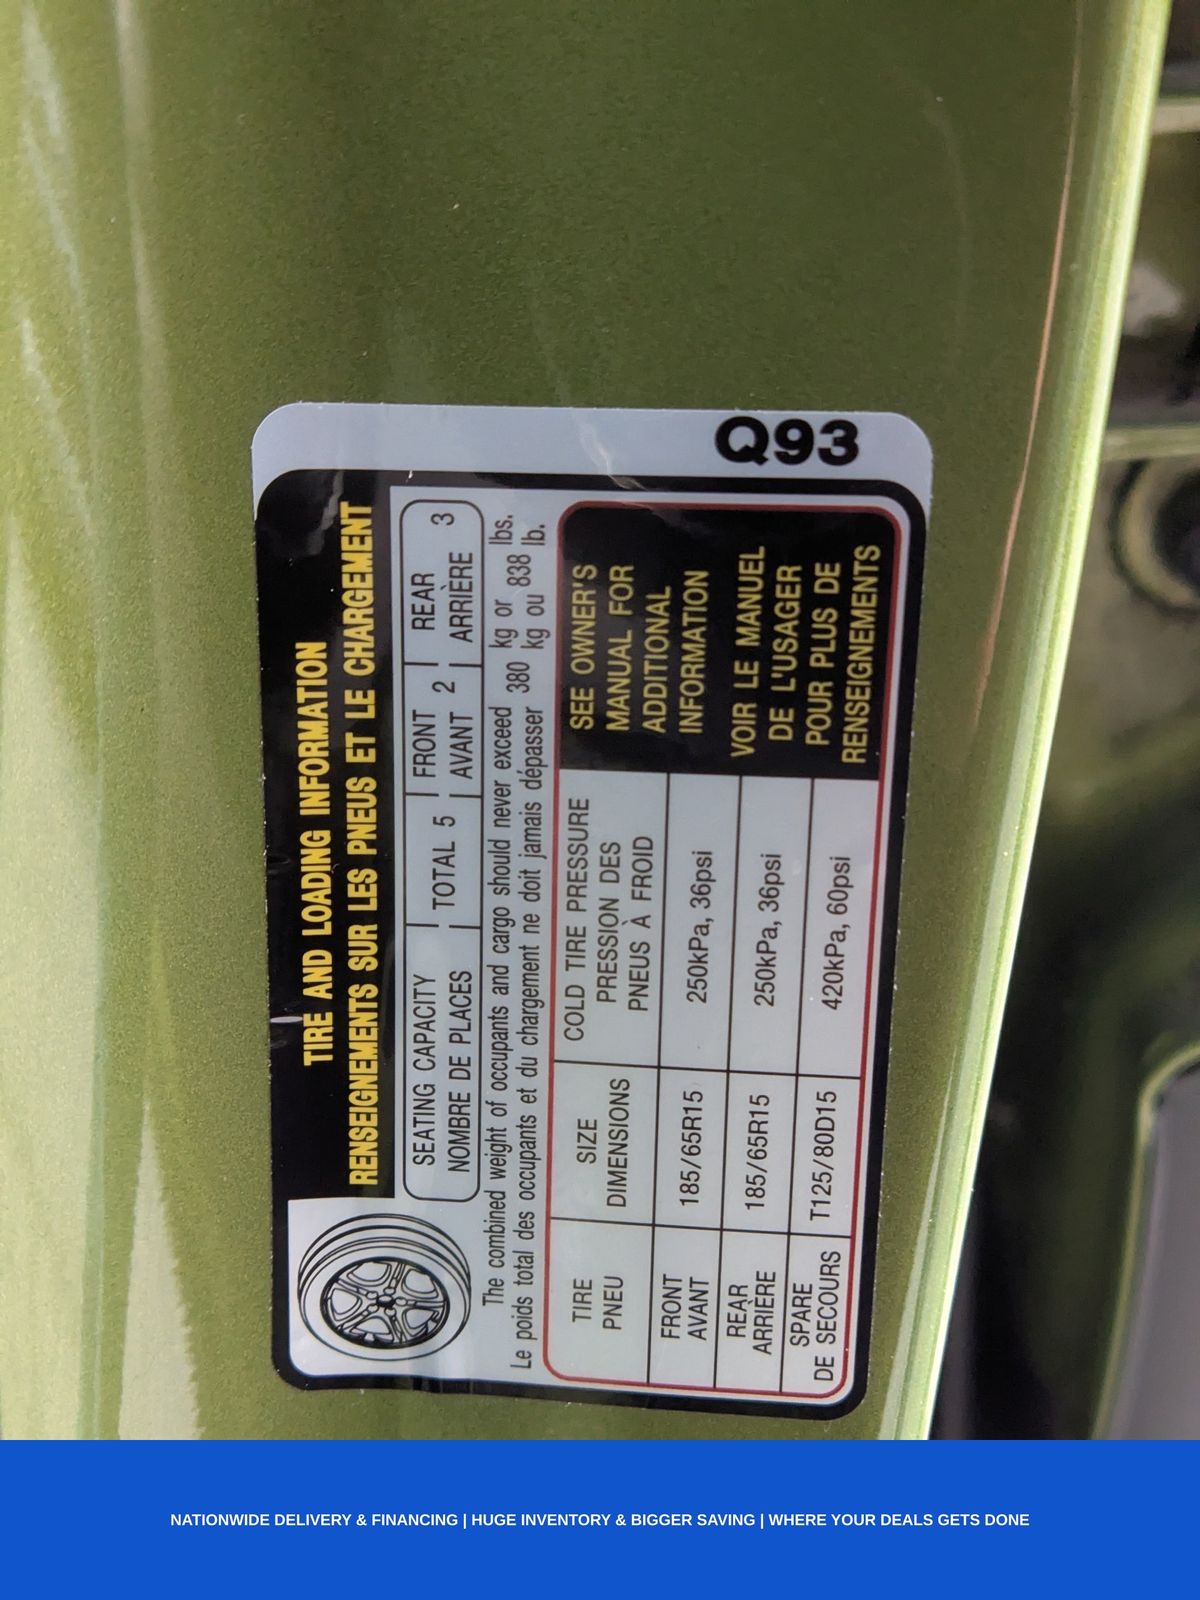 Q93
TIRE AND LOADING INFORMATION
RENSEIGNEMENTS SUR LES PNEUS ET LE CHARGEMENT
SEATING CAPACITY
NOMBRE DE PLACES
TOTAL 5
FRONT
AVANT 2
REAR
ARRIÈRE 3
The combined weight of occupants and cargo should never exceed 380 kg or lbs.
Le poids total des occupants et du chargement ne doit jamais dépasser kg ou 838 lb.
TIRE
PNEU
SIZE
DIMENSIONS
COLD TIRE PRESSURE
PRESSION DES
PNEUS À FROID
FRONT
AVANT
185/65R15
250kPa, 36psi
REAR
ARRIÈRE
185/65R15
250kPa, 36psi
SPARE
DE SECOURS
T125/80D15
420kPa, 60psi
SEE OWNER'S
MANUAL FOR
ADDITIONAL
INFORMATION
VOIR LE MANUEL
DE L'USAGER
POUR PLUS DE
RENSEIGNEMENTS
NATIONWIDE DELIVERY & FINANCING | HUGE INVENTORY & BIGGER SAVING | WHERE YOUR DEALS GETS DONE